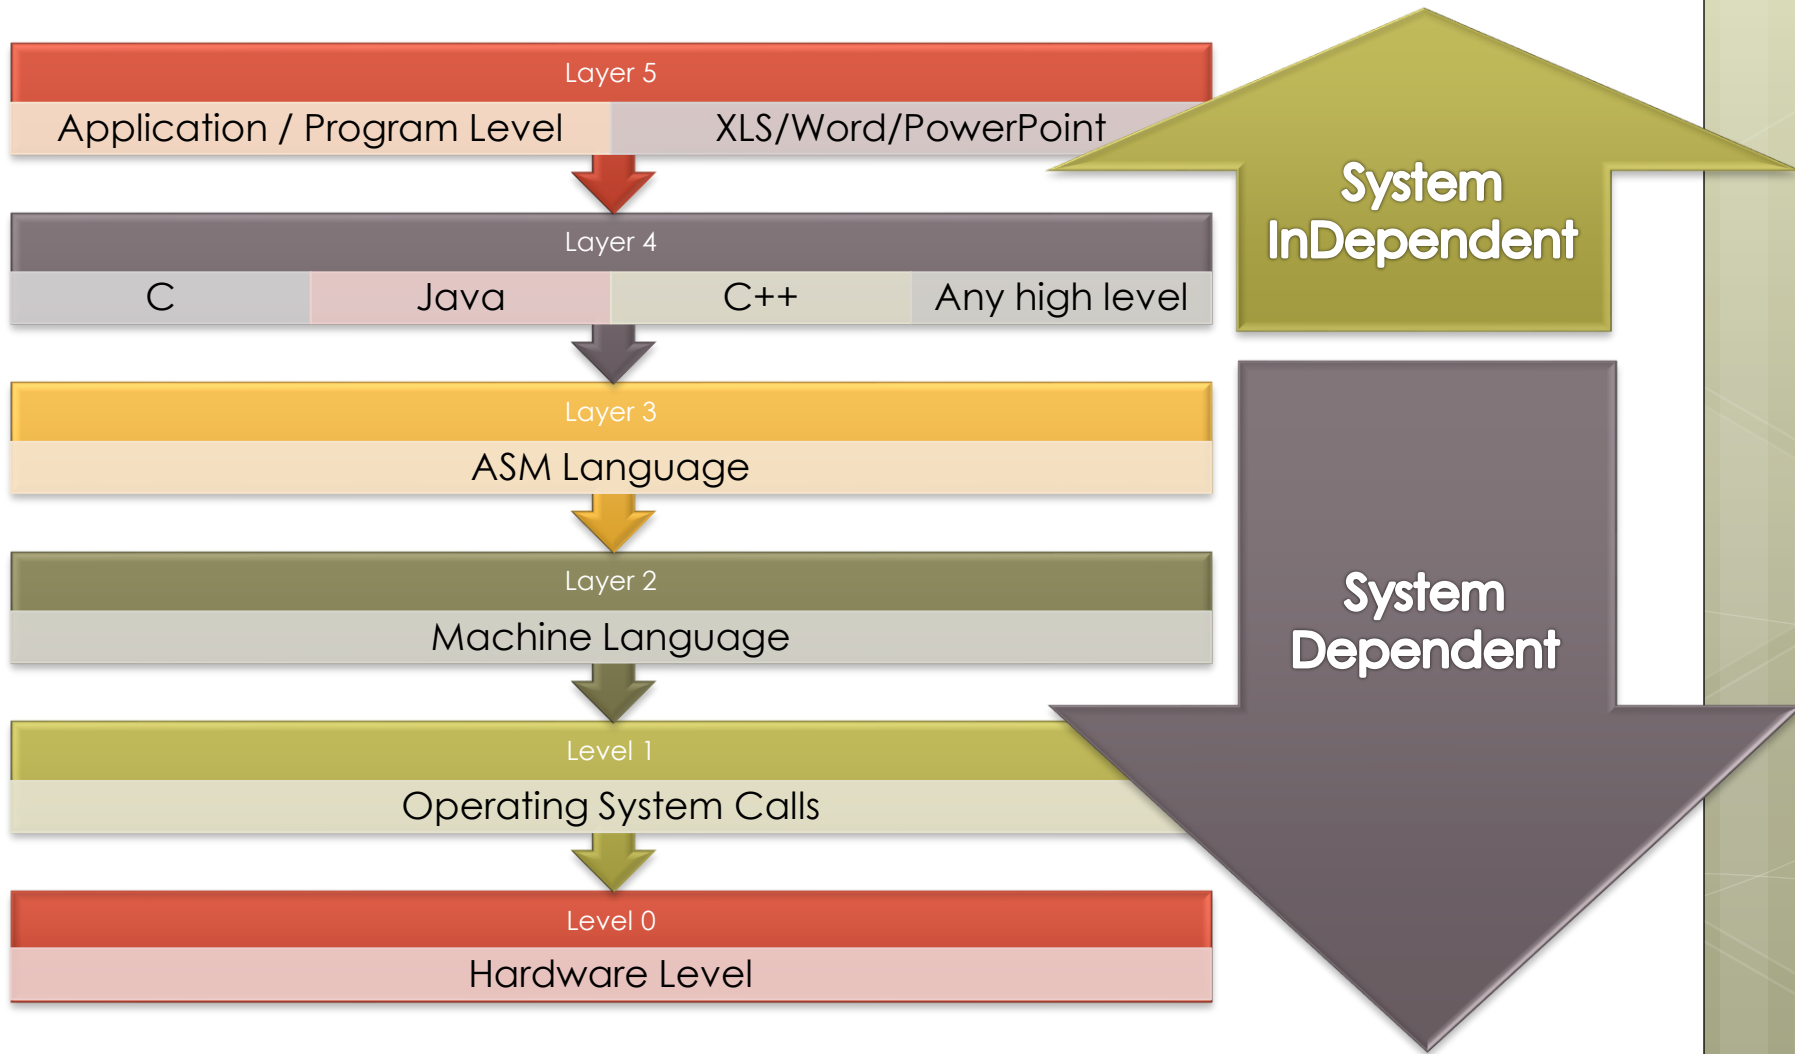 Layer 5
Application / Program Level
XLS/Word/PowerPoint
Layer 4
C
Java
C++
Any high level
Layer 3
ASM Language
Layer 2
Machine Language
Level 1
Operating System Calls
Level 0
Hardware Level
System
InDependent
System
Dependent